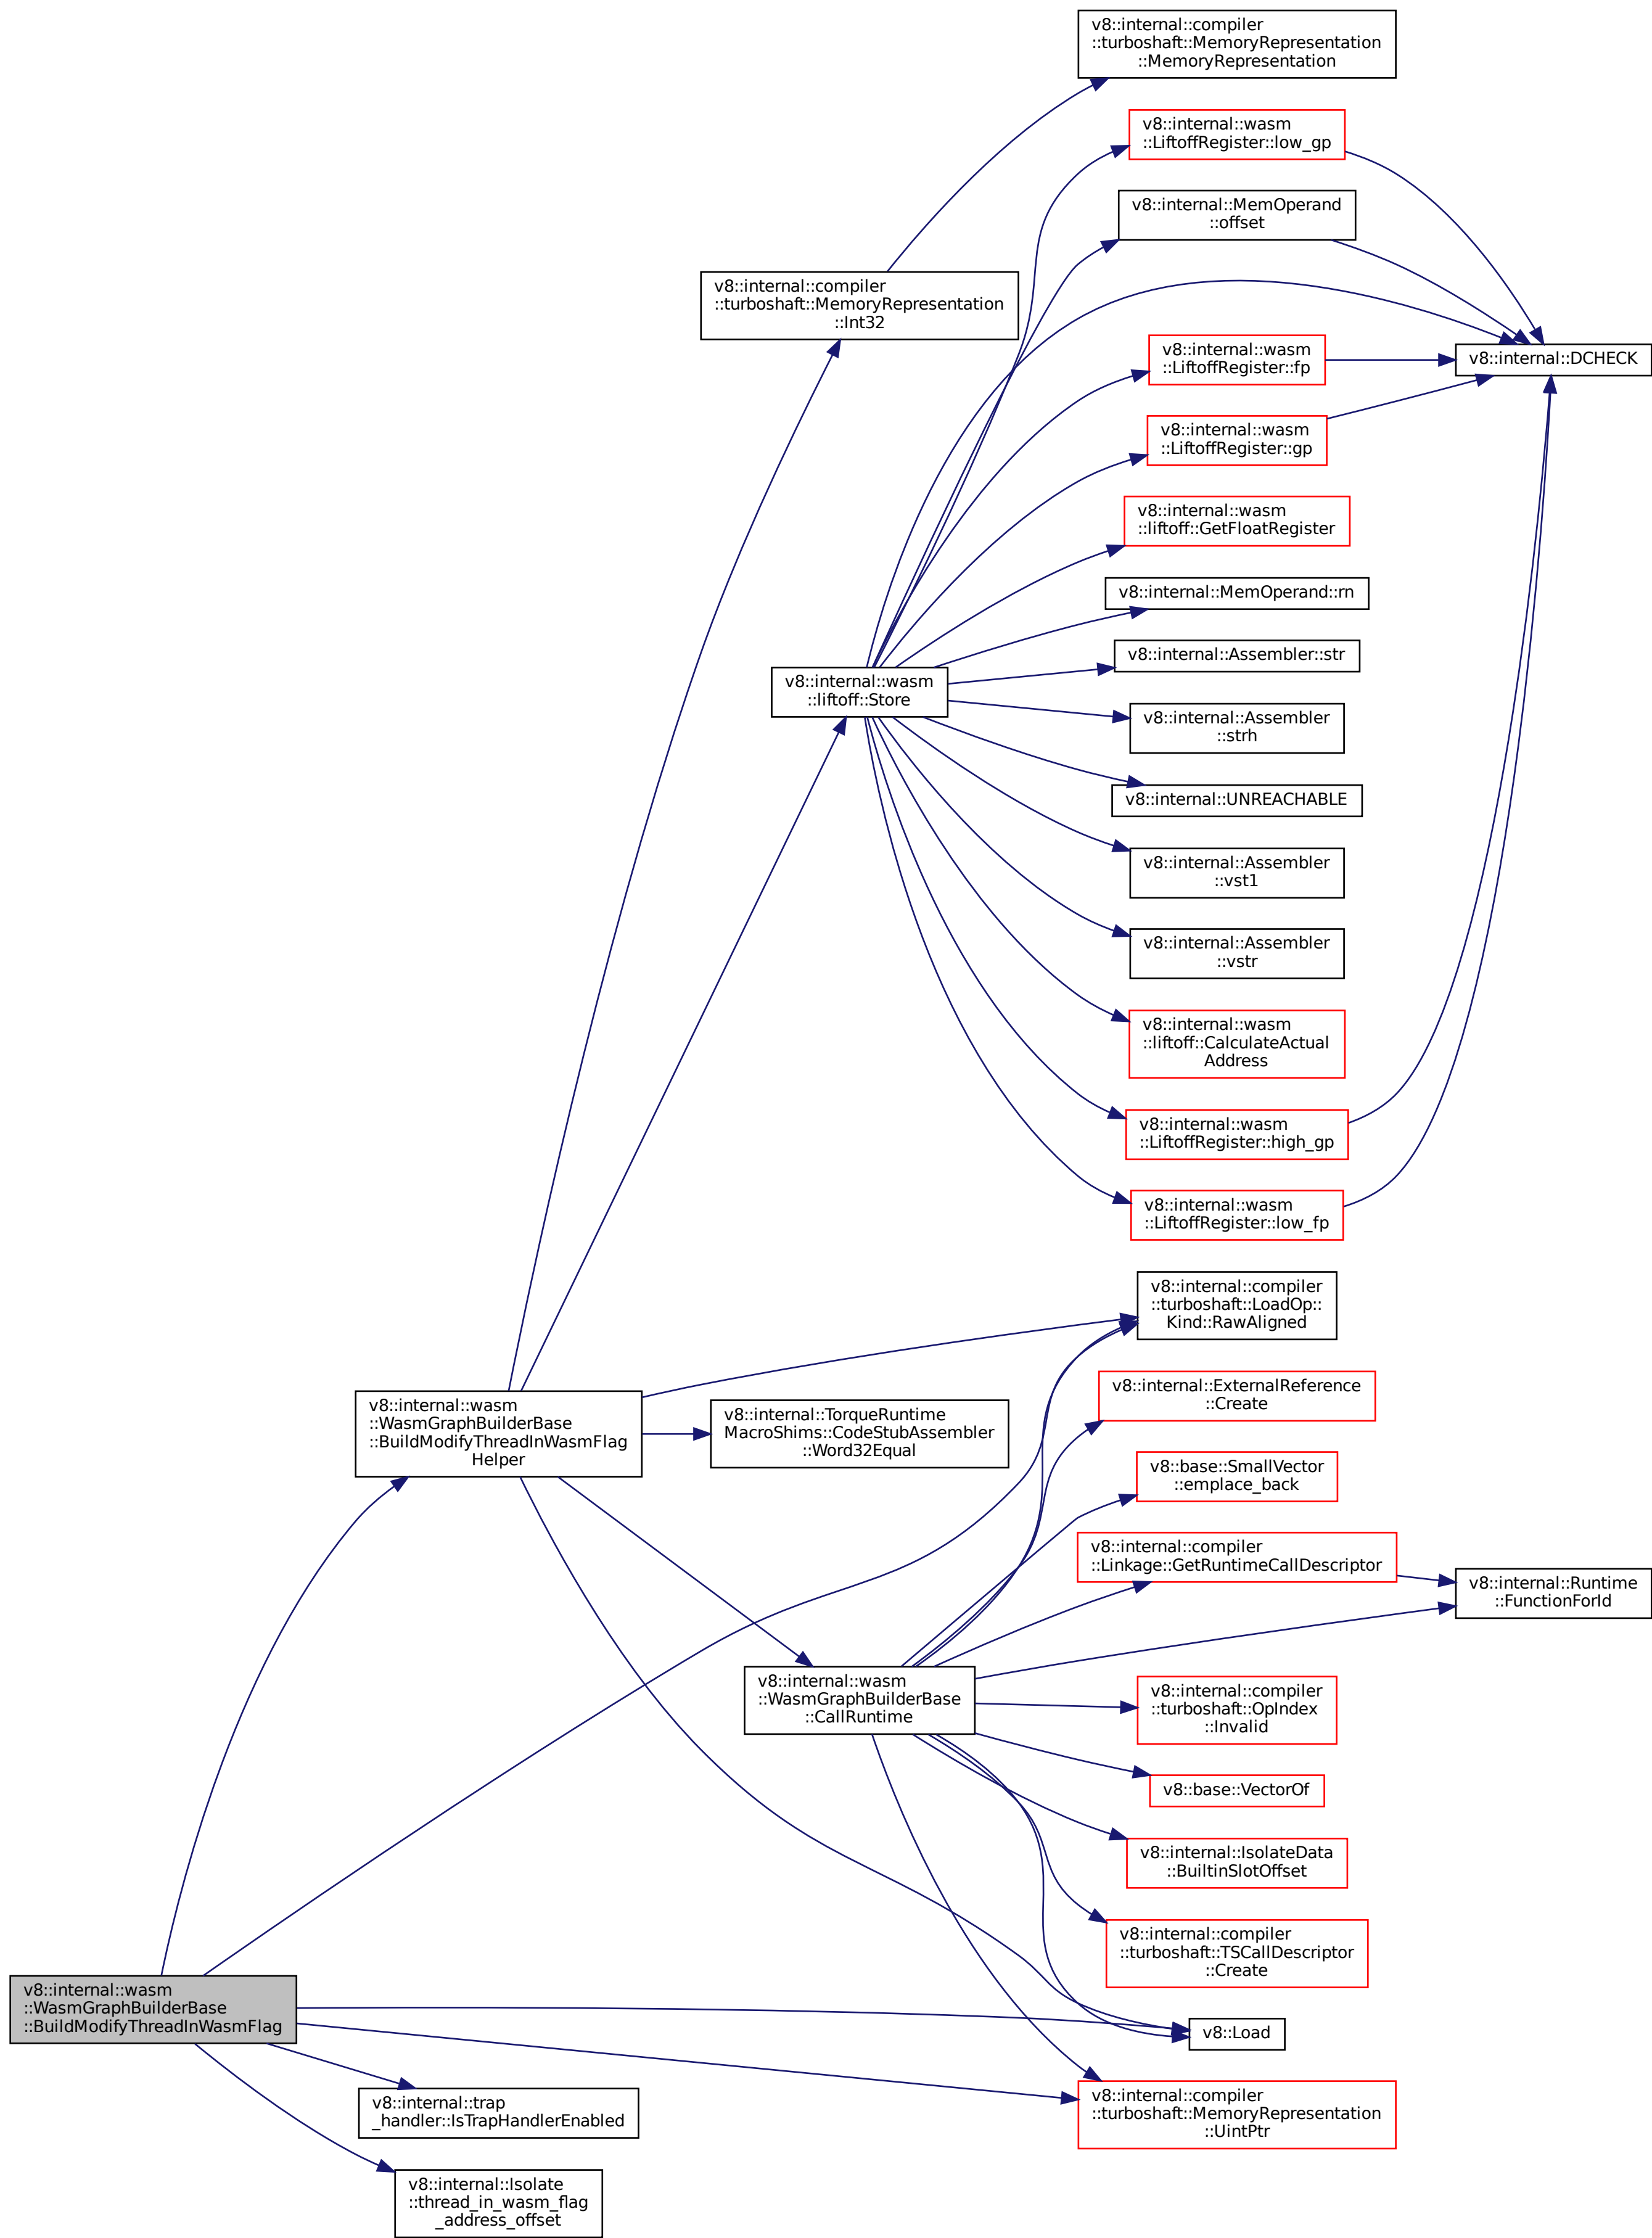 v8::internal::compiler
::turboshaft::MemoryRepresentation
::MemoryRepresentation
v8::internal::wasm
::LiftoffRegister::low_gp
v8::internal::MemOperand
::offset
v8::internal::compiler
::turboshaft::MemoryRepresentation
::Int32
v8::internal::wasm
::LiftoffRegister::fp
v8::internal::DCHECK
v8::internal::wasm
::LiftoffRegister::gp
v8::internal::wasm
::liftoff::GetFloatRegister
v8::internal::MemOperand::rn
v8::internal::Assembler::str
v8::internal::wasm
::liftoff::Store
v8::internal::Assembler
::strh
v8::internal::UNREACHABLE
v8::internal::Assembler
::vst1
v8::internal::Assembler
::vstr
v8::internal::wasm
::liftoff::CalculateActual
Address
v8::internal::wasm
::LiftoffRegister::high_gp
v8::internal::wasm
::LiftoffRegister::low_fp
v8::internal::compiler
::turboshaft::LoadOp::
Kind::RawAligned
v8::internal::wasm
::WasmGraphBuilderBase
::BuildModifyThreadInWasmFlag
Helper
v8::internal::TorqueRuntime
MacroShims::CodeStubAssembler
::Word32Equal
v8::internal::ExternalReference
::Create
v8::base::SmallVector
::emplace_back
v8::internal::compiler
::Linkage::GetRuntimeCallDescriptor
v8::internal::Runtime
::FunctionForId
v8::internal::wasm
::WasmGraphBuilderBase
::CallRuntime
v8::internal::compiler
::turboshaft::OpIndex
::Invalid
v8::base::VectorOf
v8::internal::IsolateData
::BuiltinSlotOffset
v8::internal::compiler
::turboshaft::TSCallDescriptor
::Create
v8::internal::wasm
::WasmGraphBuilderBase
::BuildModifyThreadInWasmFlag
v8::Load
v8::internal::trap
_handler::IsTrapHandlerEnabled
v8::internal::compiler
::turboshaft::MemoryRepresentation
::UintPtr
v8::internal::Isolate
::thread_in_wasm_flag
_address_offset